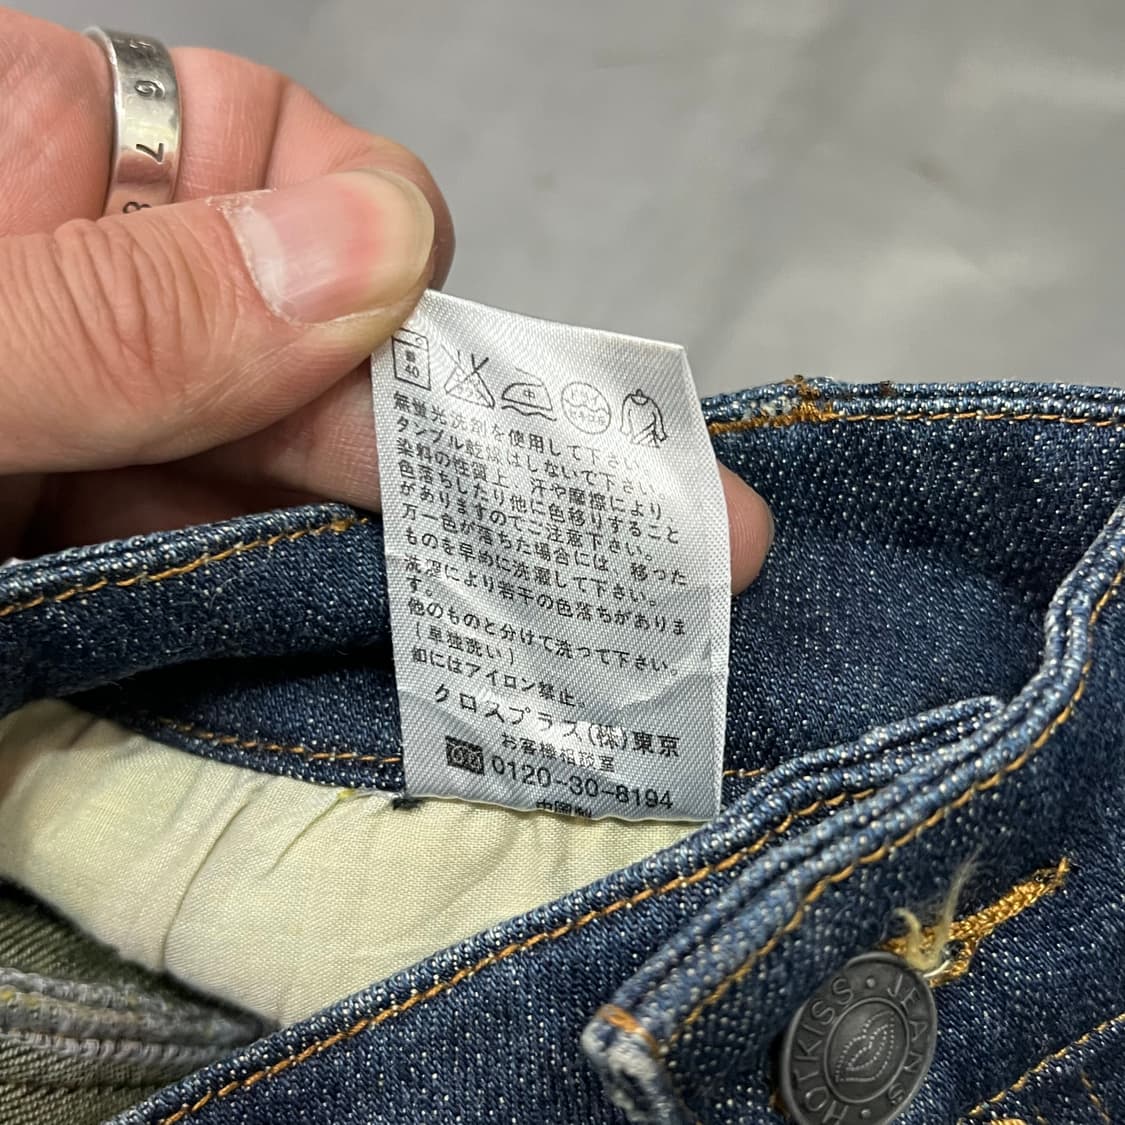 6
7
8
弱
40
中
無蛍光洗剤を使用して下さい。
タンブル乾燥はしないで下さい。
染料の性質上、汗や摩擦により
色落ちしたり他に色移りすること
がありますのでご注意下さい。
万一色が落ちた場合には、移った
ものを早めに洗濯して下さい。
洗濯により若干の色落ちがありま
す。
他のものと分けて洗って下さい。
(単独洗い)
釦にはアイロン禁止。
クロスプラス(株)東京
お客様相談室
0120-30-8194
中国製
HOTKISS・JEANS・